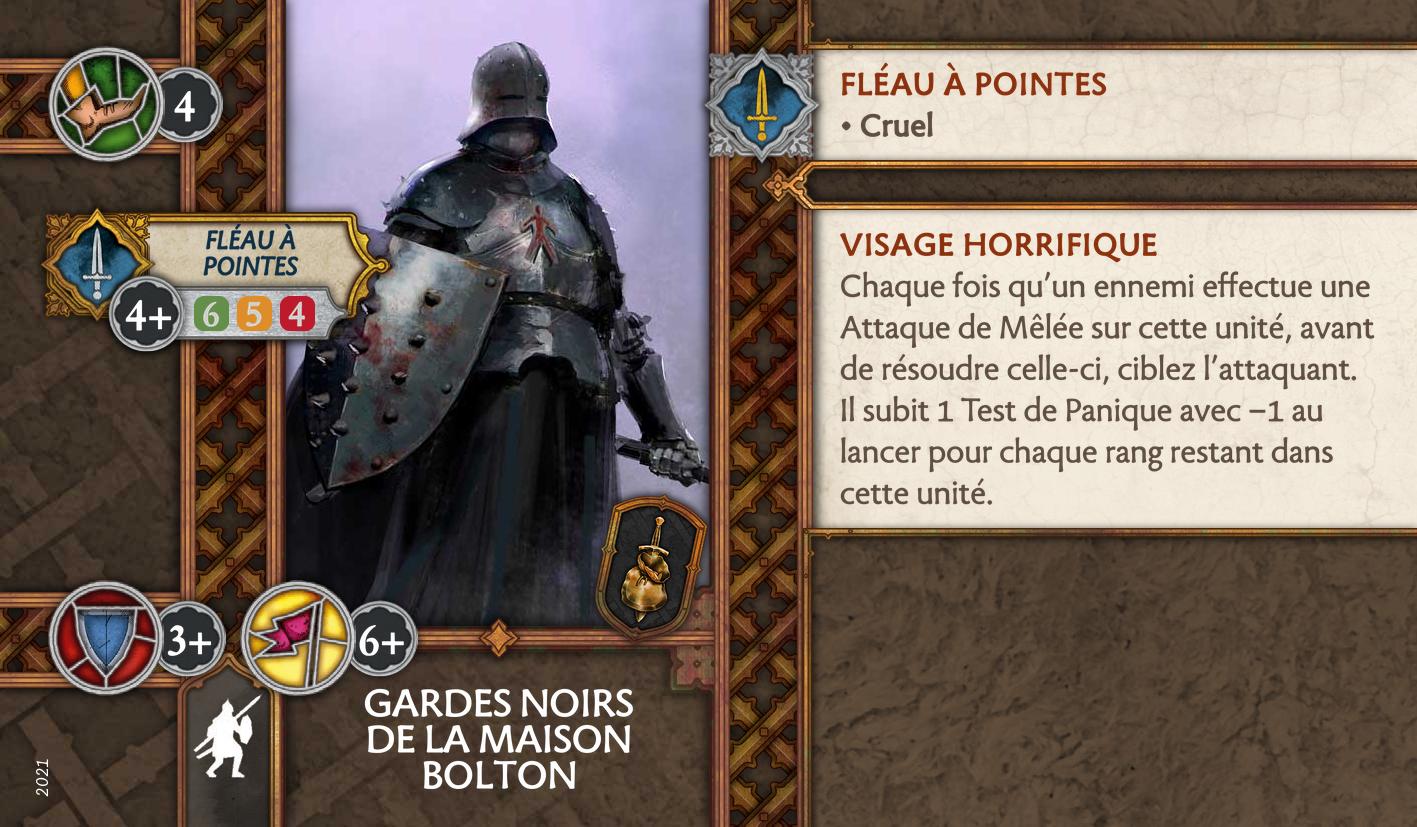 4
FLÉAU À
POINTES
4+ 6 5 4
3+
6+
GARDES NOIRS
DE LA MAISON
BOLTON
2021
FLÉAU À POINTES
• Cruel
VISAGE HORRIFIQUE
Chaque fois qu’un ennemi effectue une
Attaque de Mêlée sur cette unité, avant
de résoudre celle-ci, ciblez l’attaquant.
Il subit 1 Test de Panique avec –1 au
lancer pour chaque rang restant dans
cette unité.